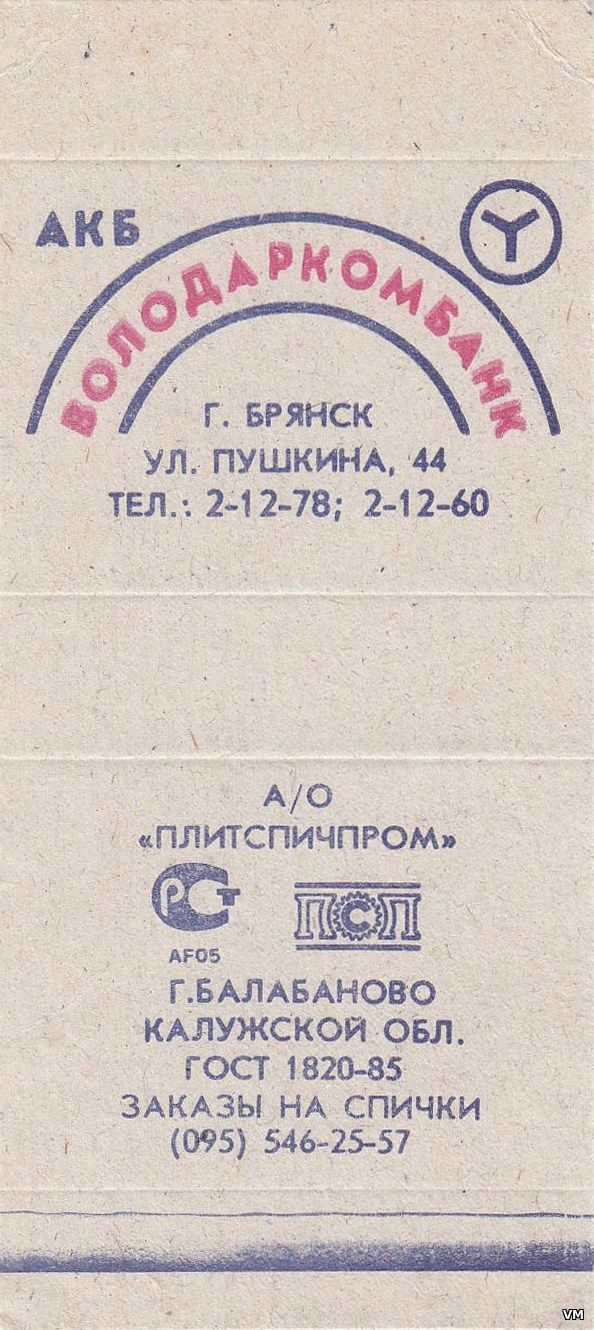 АКБ
ВОЛОДАРКОМБАНК
Г. БРЯНСК
УЛ. ПУШКИНА, 44
ТЕЛ.: 2-12-78; 2-12-60
А/О
«ПЛИТСПИЧПРОМ»
РСТ ПСП
AF05
Г.БАЛАБАНОВО
КАЛУЖСКОЙ ОБЛ.
ГОСТ 1820-85
ЗАКАЗЫ НА СПИЧКИ
(095) 546-25-57
VM